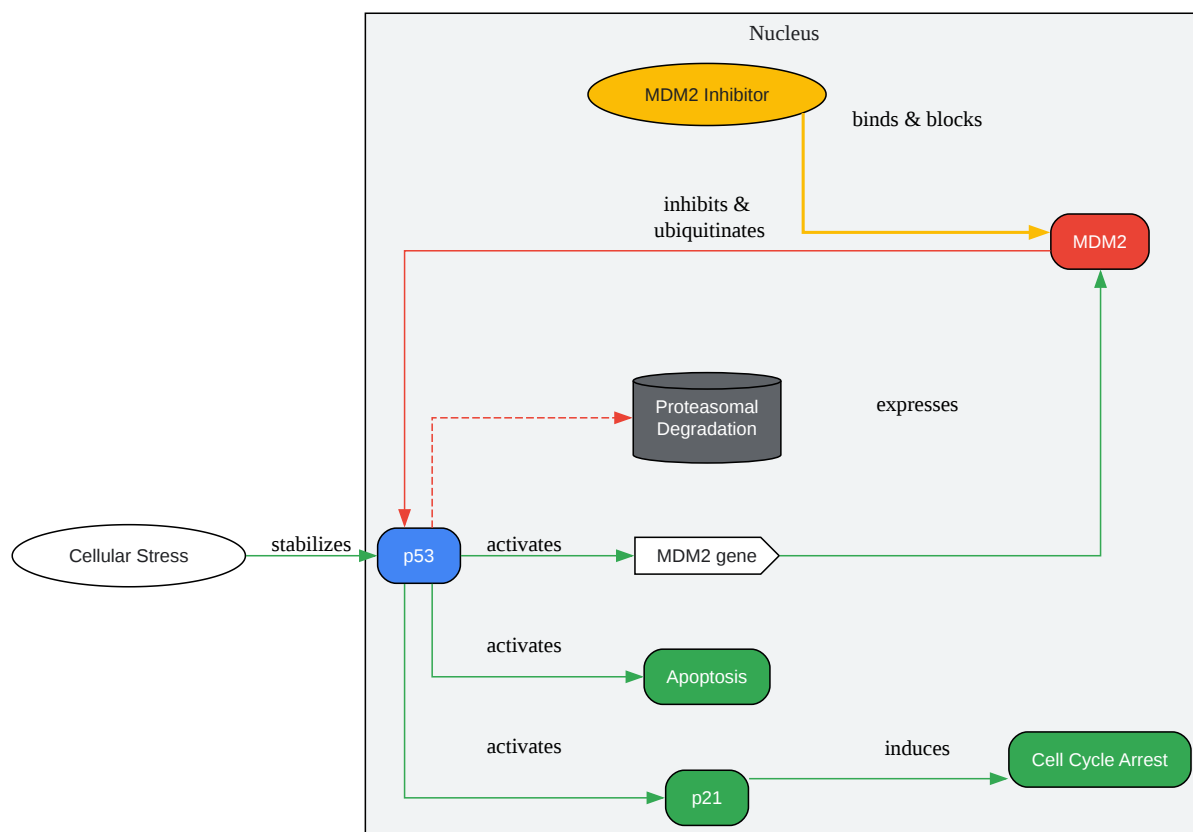 Nucleus
MDM2 Inhibitor
binds & blocks
inhibits &
ubiquitinates
MDM2
Proteasomal
Degradation
expresses
Cellular Stress
stabilizes
p53
activates
MDM2 gene
activates
Apoptosis
activates
p21
induces
Cell Cycle Arrest